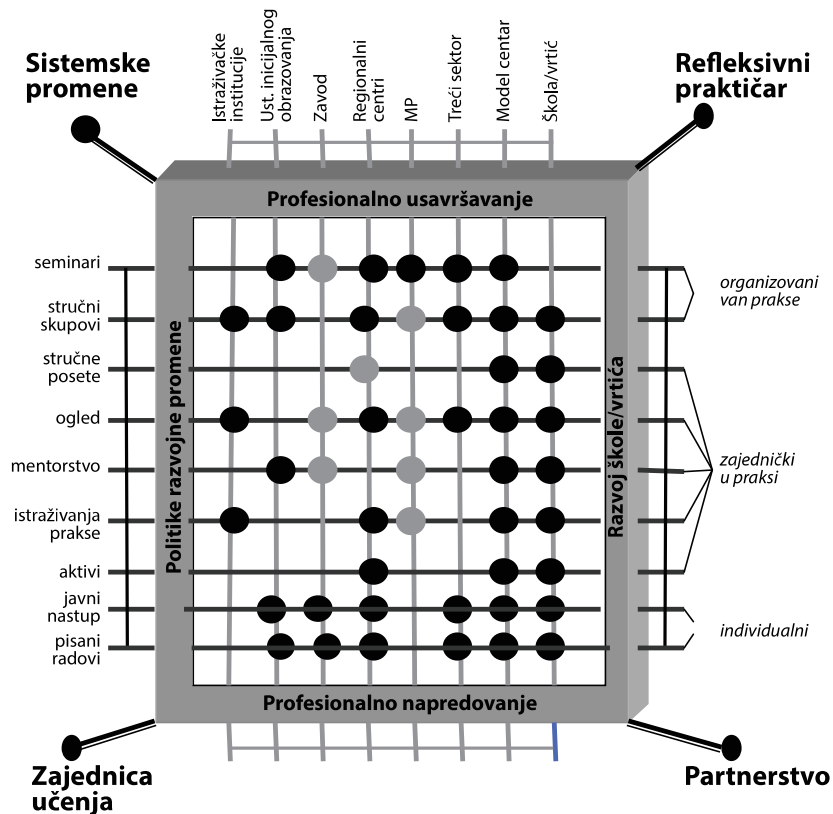 Sistemske
promene
Istraživačke
institucije
Ust. inicijalnog
obrazovanja
Zavod
Regionalni
centri
MP
Treći sektor
Model centar
Škola/vrtić
Refleksivni
praktičar
Profesionalno usavršavanje
seminari
stručni
skupovi
stručne
posete
ogled
mentorstvo
istraživanja
prakse
aktivi
javni
nastup
pisani
radovi
Politike razvojne promene
Razvoj škole/vrtića
organizovani
van prakse
zajednički
u praksi
individualni
Profesionalno napredovanje
Zajednica
učenja
Partnerstvo